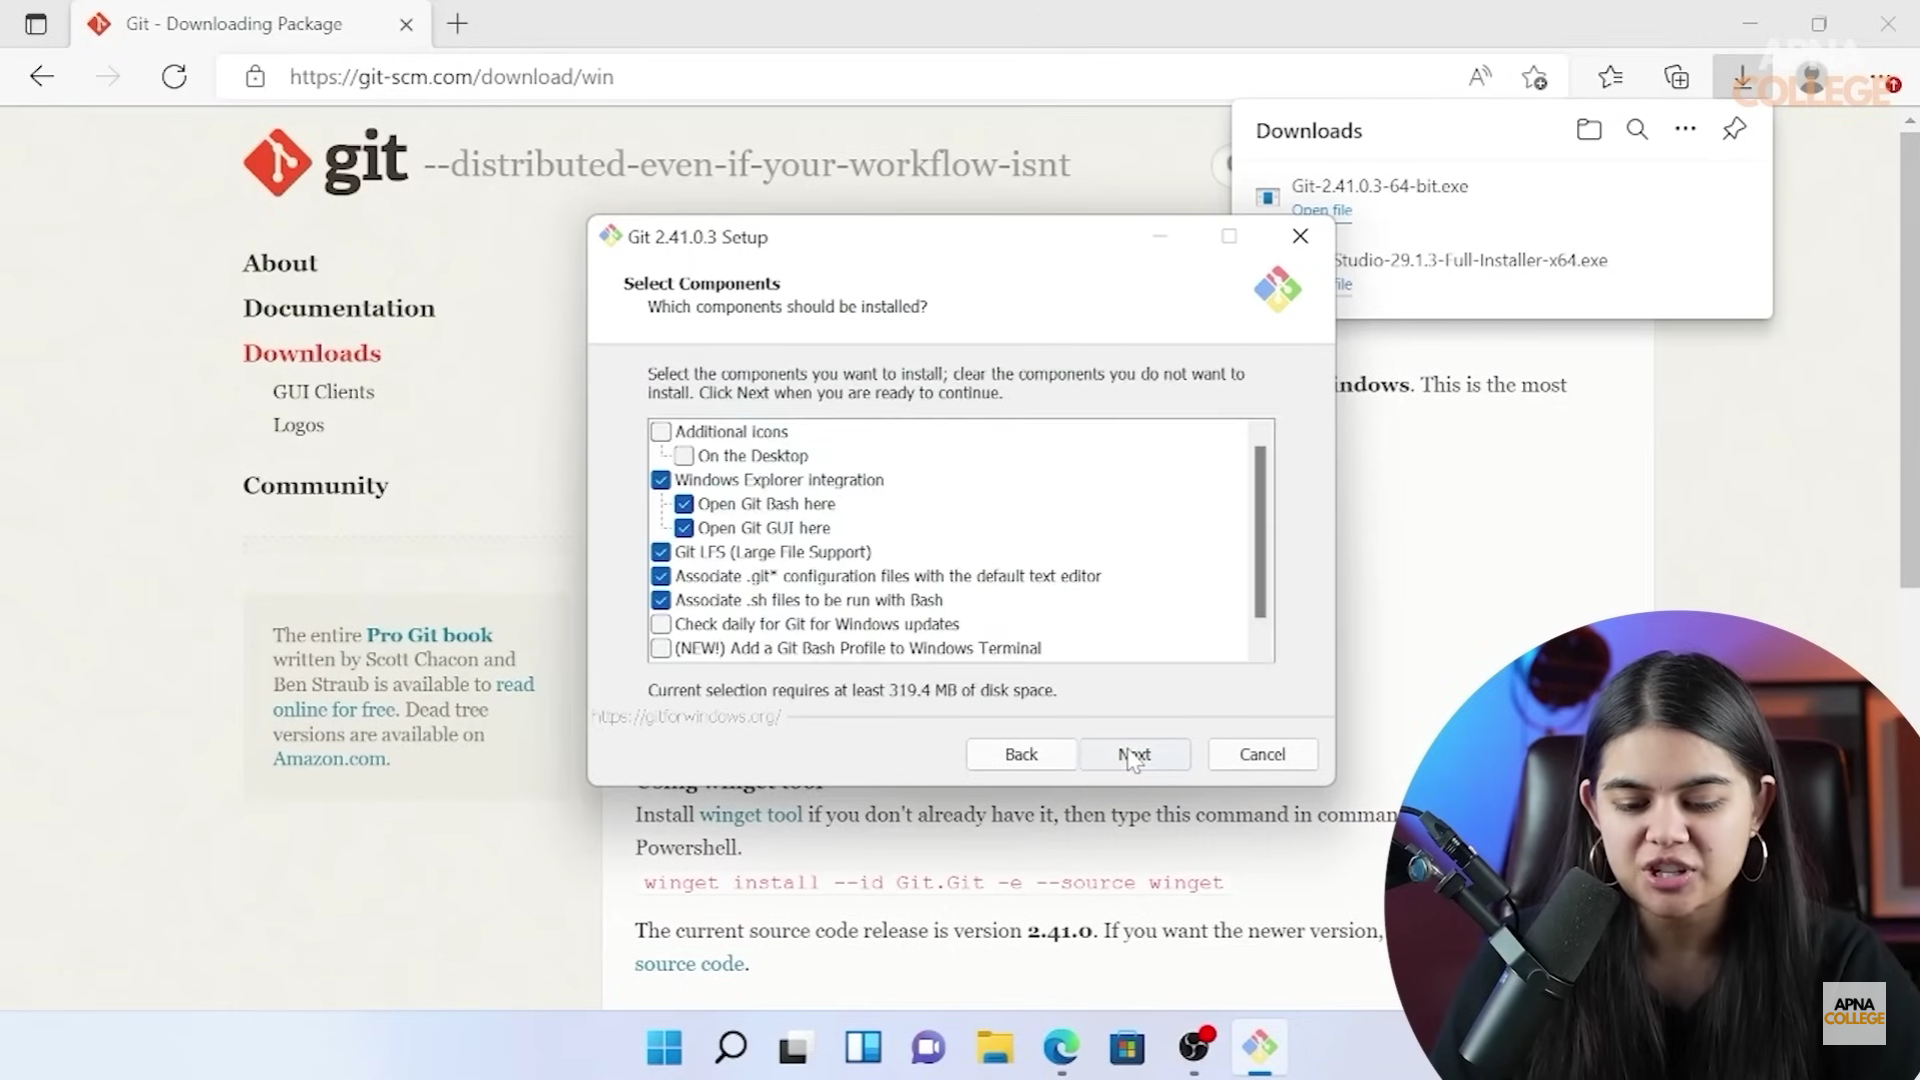 Git - Downloading Package
https://git-scm.com/download/win
APNA
COLLEGE
git --distributed-even-if-your-workflow-isnt
Downloads
Git-2.41.0.3-64-bit.exe
Open file
Studio-29.1.3-Full-Installer-x64.exe
file
About
Documentation
Downloads
GUI Clients
Logos
Community
The entire Pro Git book
written by Scott Chacon and
Ben Straub is available to read
online for free. Dead tree
versions are available on
Amazon.com.
Git 2.41.0.3 Setup
Select Components
Which components should be installed?
Select the components you want to install; clear the components you do not want to
install. Click Next when you are ready to continue.
Additional icons
On the Desktop
Windows Explorer integration
Open Git Bash here
Open Git GUI here
Git LFS (Large File Support)
Associate .git* configuration files with the default text editor
Associate .sh files to be run with Bash
Check daily for Git for Windows updates
(NEW!) Add a Git Bash Profile to Windows Terminal
Current selection requires at least 319.4 MB of disk space.
https://gitforwindows.org/
Back
Next
Cancel
indows. This is the most
Using winget tool
Install winget tool if you don't already have it, then type this command in comman
Powershell.
winget install --id Git.Git -e --source winget
The current source code release is version 2.41.0. If you want the newer version,
source code.
APNA
COLLEGE